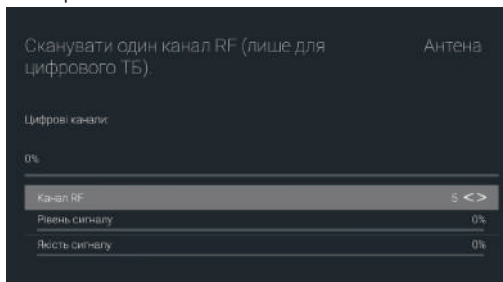 Сканувати один канал RF (лише для
Антена
цифрового ТБ).
Цифрові канали:
0%
Канал RF
5 <>
Рівень сигналу
0%
Якість сигналу
0%